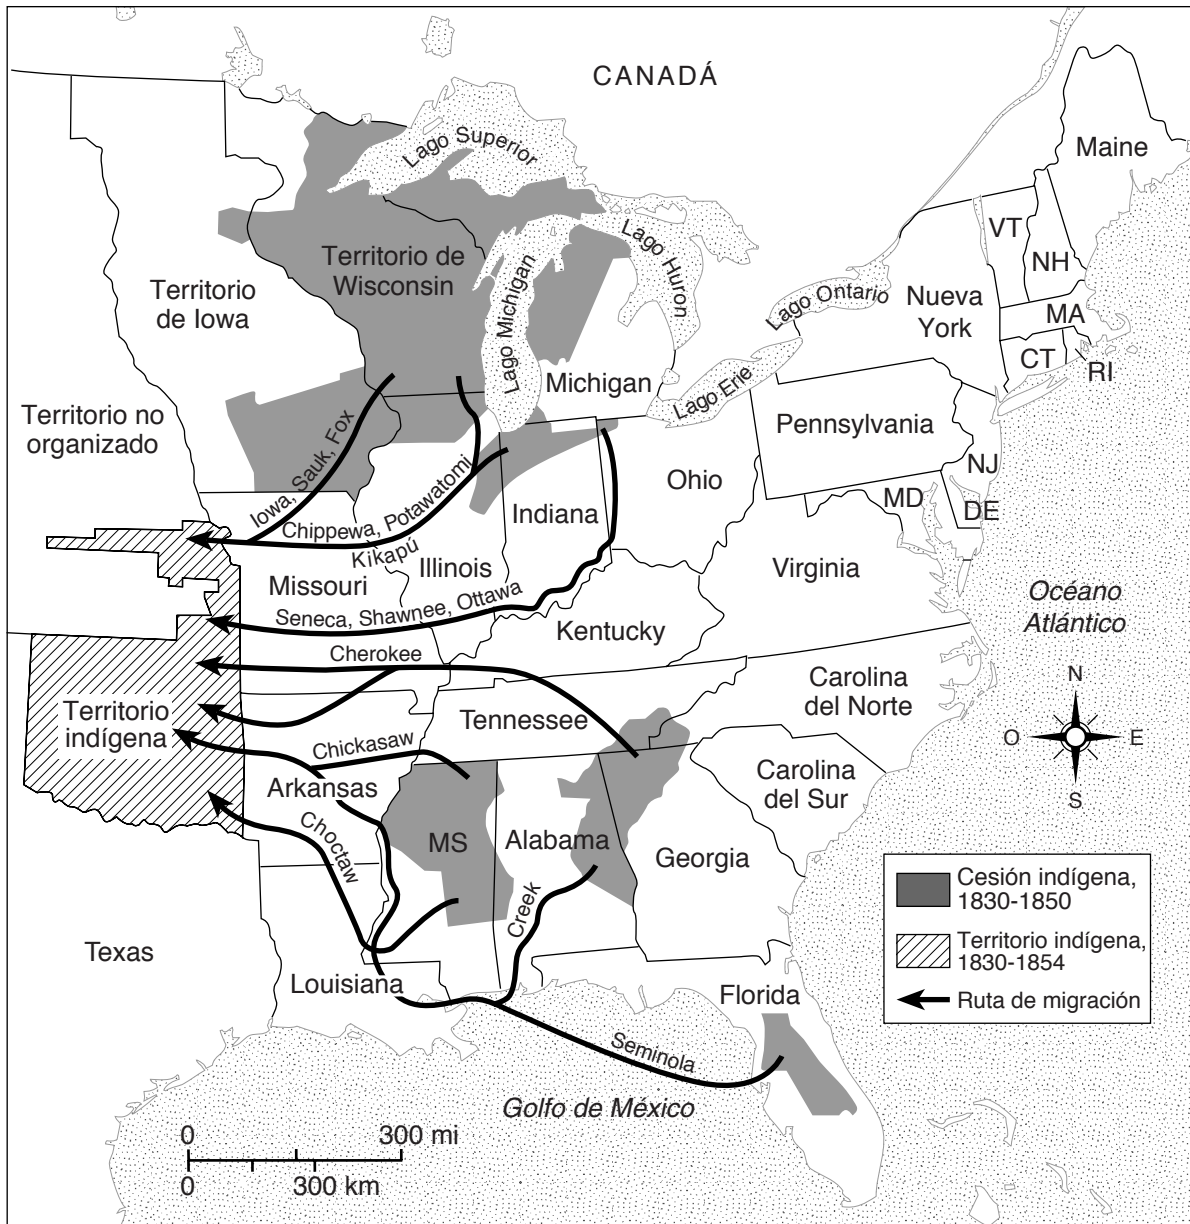 CANADÁ
Lago Superior
Maine
Lago Huron
VT
NH
Territorio de
Wisconsin
Lago Michigan
Territorio
de Iowa
Lago Ontario
Nueva
York
MA
CT
RI
Michigan
Lago Erie
Territorio no
organizado
Pennsylvania
NJ
Iowa, Sauk, Fox
Ohio
MD
DE
Chippewa, Potawatomi
Kikapú
Indiana
Illinois
Missouri
Virginia
Seneca, Shawnee, Ottawa
Océano
Atlántico
Kentucky
Cherokee
Carolina
del Norte
Territorio
indígena
Tennessee
N
O
E
S
Chickasaw
Carolina
del Sur
Arkansas
Choctaw
MS
Alabama
Georgia
Creek
Texas
Louisiana
Florida
Seminola
Golfo de México
Cesión indígena,
1830-1850
Territorio indígena,
1830-1854
Ruta de migración
0 300 mi
0 300 km